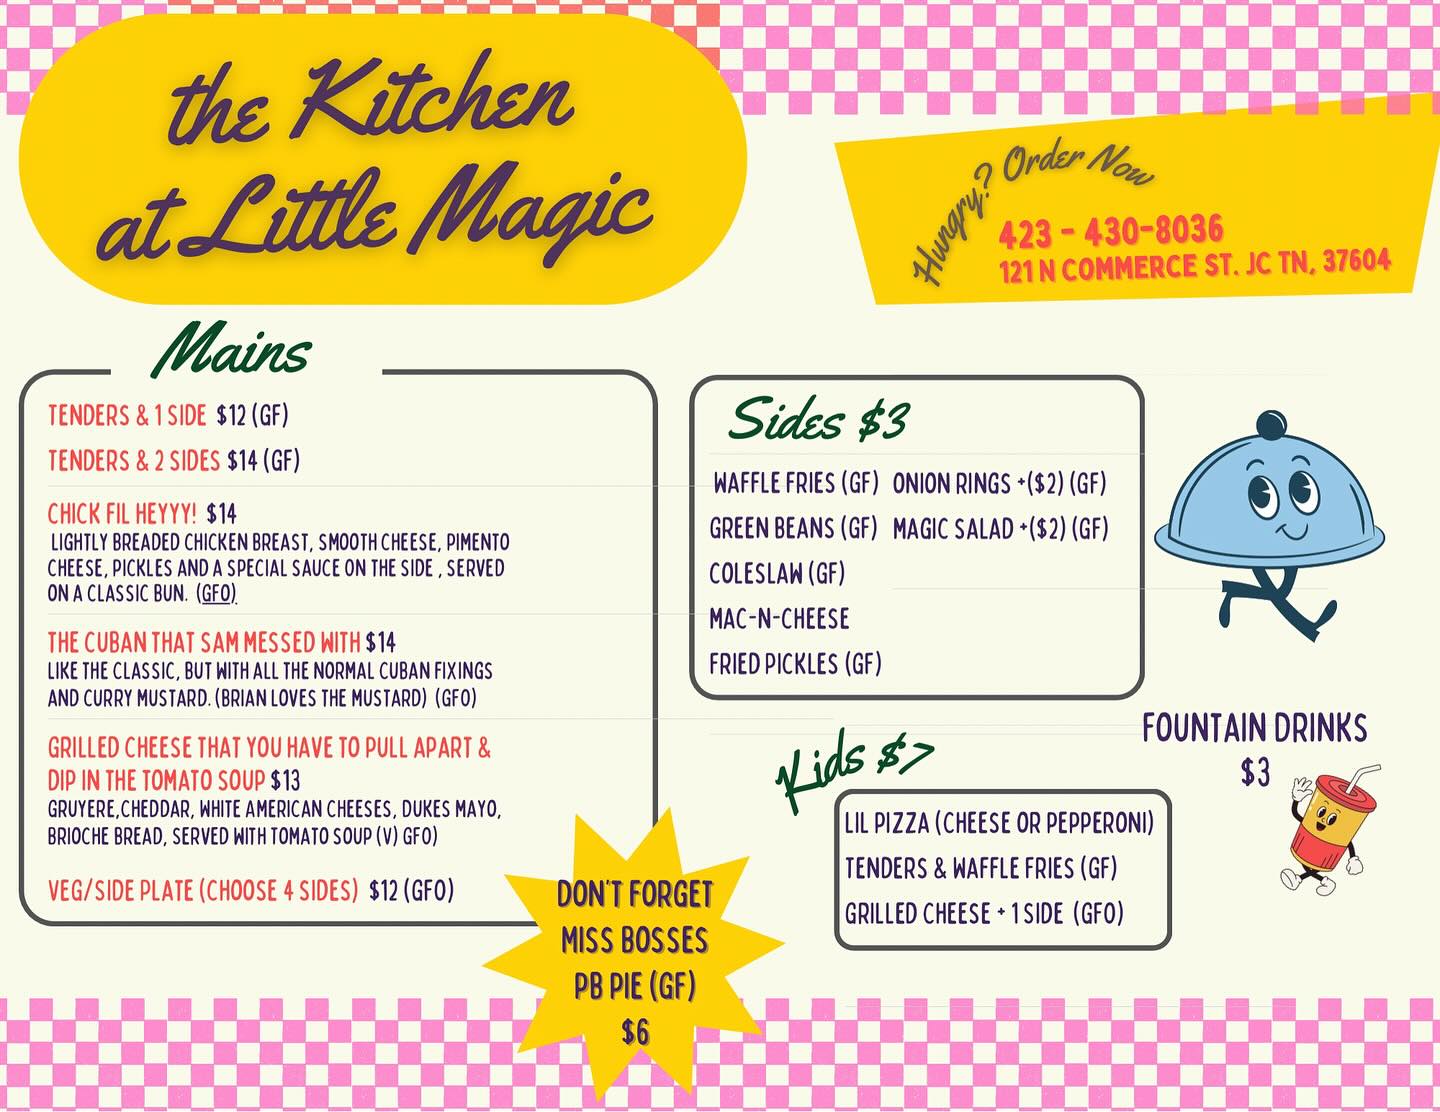 the Kitchen
at Little Magic
Hungry? Order Now
423 - 430-8036
121 N COMMERCE ST. JC TN, 37604
Mains
TENDERS & 1 SIDE $12 (GF)
TENDERS & 2 SIDES $14 (GF)
CHICK FIL HEYYY! $14
LIGHTLY BREADED CHICKEN BREAST, SMOOTH CHEESE, PIMENTO
CHEESE, PICKLES AND A SPECIAL SAUCE ON THE SIDE , SERVED
ON A CLASSIC BUN. (GFO)
THE CUBAN THAT SAM MESSED WITH $14
LIKE THE CLASSIC, BUT WITH ALL THE NORMAL CUBAN FIXINGS
AND CURRY MUSTARD. (BRIAN LOVES THE MUSTARD) (GFO)
GRILLED CHEESE THAT YOU HAVE TO PULL APART &
DIP IN THE TOMATO SOUP $13
GRUYERE,CHEDDAR, WHITE AMERICAN CHEESES, DUKES MAYO,
BRIOCHE BREAD, SERVED WITH TOMATO SOUP (V) GFO)
VEG/SIDE PLATE (CHOOSE 4 SIDES) $12 (GFO)
DON'T FORGET
MISS BOSSES
PB PIE (GF)
$6
Sides $3
WAFFLE FRIES (GF) ONION RINGS +($2) (GF)
GREEN BEANS (GF) MAGIC SALAD +($2) (GF)
COLESLAW (GF)
MAC-N-CHEESE
FRIED PICKLES (GF)
Kids $7
LIL PIZZA (CHEESE OR PEPPERONI)
TENDERS & WAFFLE FRIES (GF)
GRILLED CHEESE + 1 SIDE (GFO)
FOUNTAIN DRINKS
$3